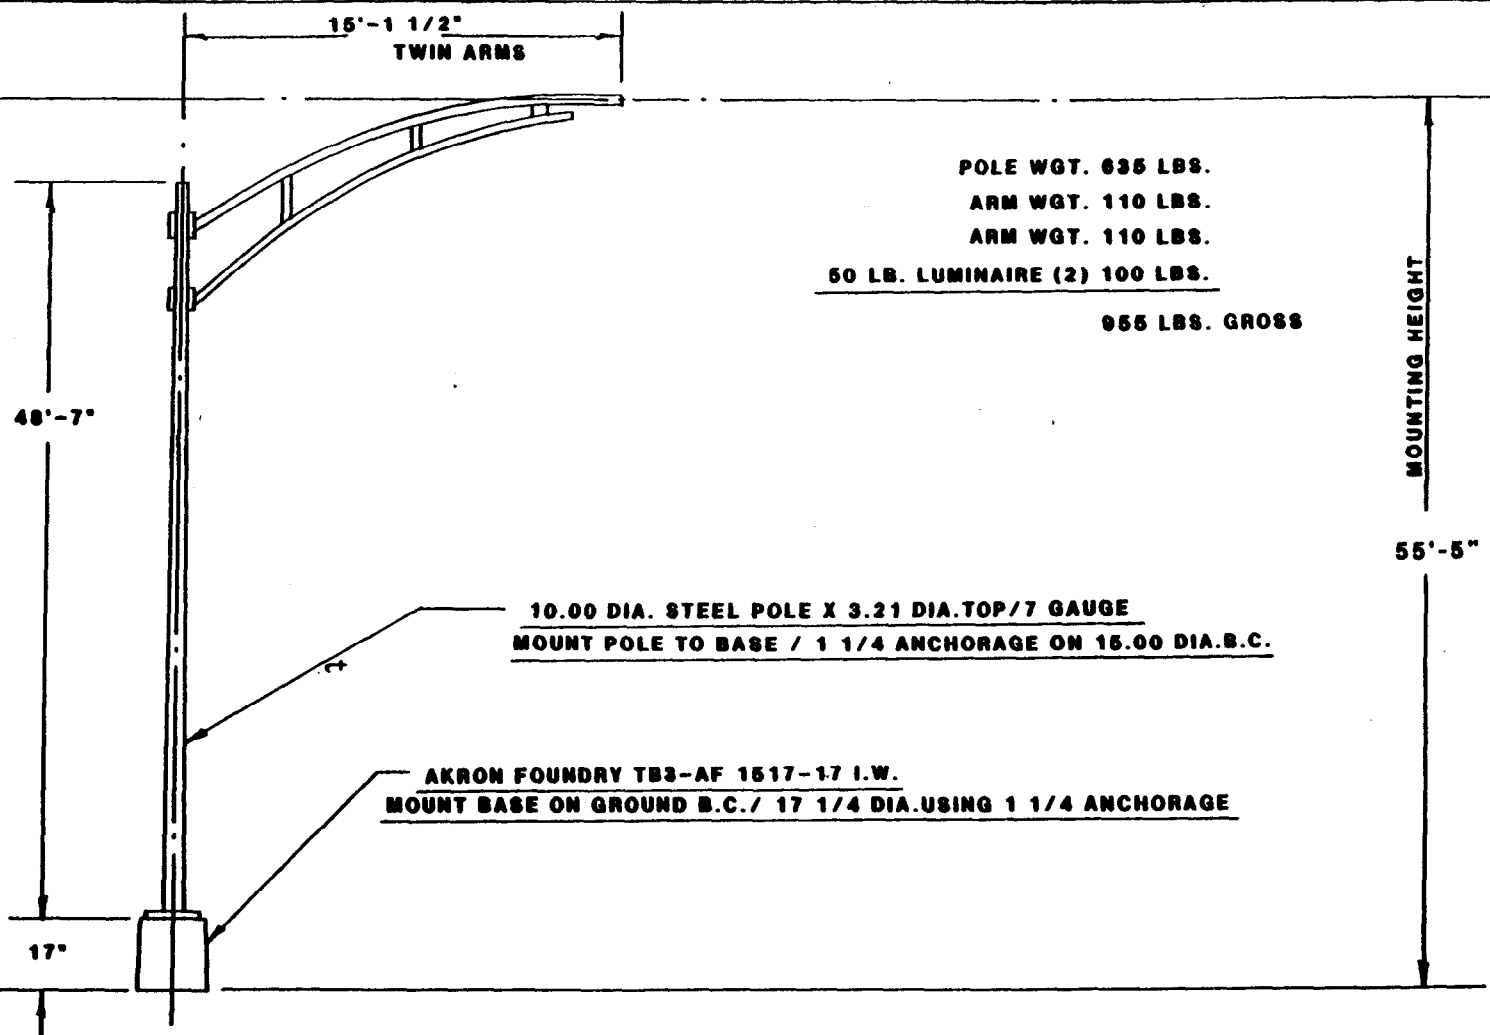 15'-1 1/2"
TWIN ARMS
POLE WGT. 635 LBS.
ARM WGT. 110 LBS.
ARM WGT. 110 LBS.
50 LB. LUMINAIRE (2) 100 LBS.
955 LBS. GROSS
MOUNTING HEIGHT
48'-7"
55'-5"
10.00 DIA. STEEL POLE X 3.21 DIA.TOP/7 GAUGE
MOUNT POLE TO BASE / 1 1/4 ANCHORAGE ON 15.00 DIA.B.C.
AKRON FOUNDRY TB3-AF 1517-17 I.W.
MOUNT BASE ON GROUND B.C./ 17 1/4 DIA.USING 1 1/4 ANCHORAGE
17"